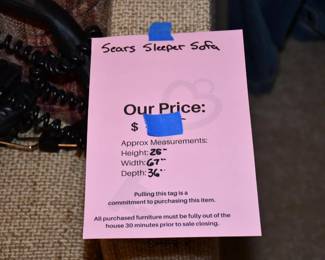 Sears Sleeper Sofa
Our Price:
$
Approx Measurements:
Height: 28"
Width: 67"
Depth: 36"
Pulling this tag is a
commitment to purchasing this item.
All purchased furniture must be fully out of the
house 30 minutes prior to sale closing.